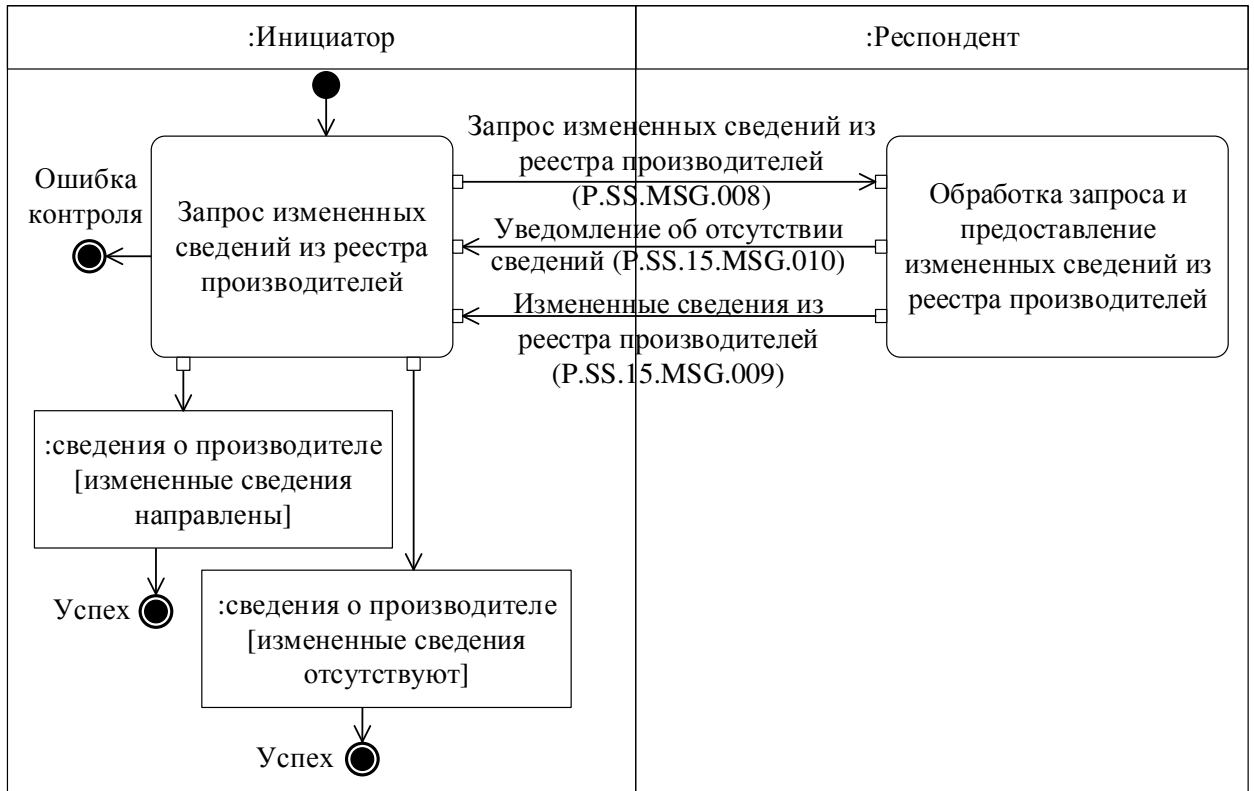 :Инициатор
:Респондент
Запрос измененных сведений из
реестра производителей
(P.SS.MSG.008)
Уведомление об отсутствии
сведений (P.SS.15.MSG.010)
Измененные сведения из
реестра производителей
(P.SS.15.MSG.009)
Ошибка
контроля
Запрос измененных
сведений из реестра
производителей
Обработка запроса и
предоставление
измененных сведений из
реестра производителей
:сведения о производителе
[измененные сведения
направлены]
Успех
:сведения о производителе
[измененные сведения
отсутствуют]
Успех